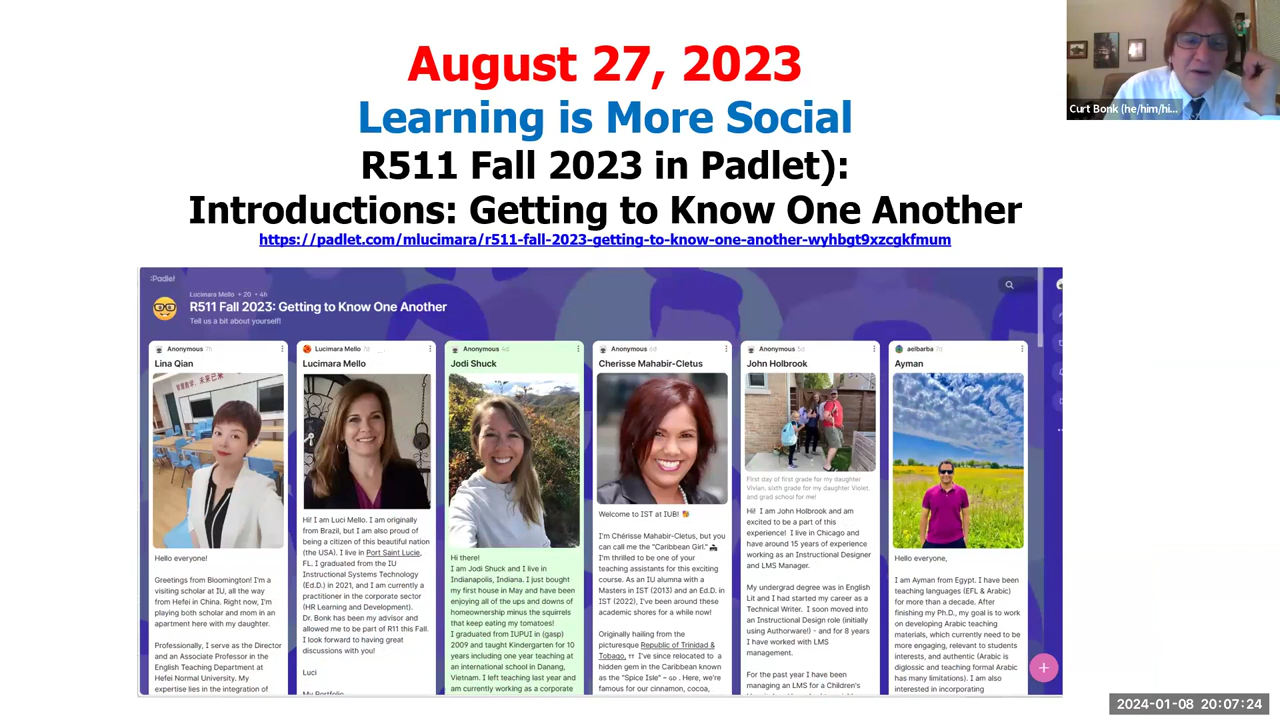 August 27, 2023
Learning is More Social
R511 Fall 2023 in Padlet):
Introductions: Getting to Know One Another
https://padlet.com/mlucimara/r511-fall-2023-getting-to-know-one-another-wyhbgt9xzcgkfmum
Curt Bonk (he/him/hi...
:Padlet
Lucimara Mello + 20 • 4h
R511 Fall 2023: Getting to Know One Another
Tell us a bit about yourself!
Anonymous 7h
Lina Qian
Hello everyone!
Greetings from Bloomington! I'm a
visiting scholar at IU, all the way
from Hefei in China. Right now, I'm
playing both scholar and mom in an
apartment here with my daughter.
Professionally, I serve as the Director
and an Associate Professor in the
English Teaching Department at
Hefei Normal University. My
expertise lies in the integration of
Lucimara Mello 7d
Lucimara Mello
Hi! I am Luci Mello. I am originally
from Brazil, but I am also proud of
being a citizen of this beautiful nation
(the USA). I live in Port Saint Lucie,
FL. I graduated from the IU
Instructional Systems Technology
(Ed.D.) in 2021, and I am currently a
practitioner in the corporate sector
(HR Learning and Development).
Dr. Bonk has been my advisor and
allowed me to be part of R11 this Fall.
I look forward to having great
discussions with you!
Luci
My Portfolio
Anonymous 4d
Jodi Shuck
Hi there!
I am Jodi Shuck and I live in
Indianapolis, Indiana. I just bought
my first house in May and have been
enjoying all of the ups and downs of
homeownership minus the squirrels
that keep eating my tomatoes!
I graduated from IUPUI in (gasp)
2009 and taught Kindergarten for 10
years including one year teaching at
an international school in Danang,
Vietnam. I left teaching last year and
am currently working as a corporate
Anonymous 6d
Cherisse Mahabir-Cletus
Welcome to IST at IUB!
I'm Chérisse Mahabir-Cletus, but you
can call me the "Caribbean Girl."
I'm thrilled to be one of your
teaching assistants for this exciting
course. As an IU alumna with a
Masters in IST (2013) and an Ed.D. in
IST (2022), I've been around these
academic shores for a while now!
Originally hailing from the
picturesque Republic of Trinidad &
Tobago, I've since relocated to a
hidden gem in the Caribbean known
as the "Spice Isle" – so . Here, we're
famous for our cinnamon, cocoa,
Anonymous 5d
John Holbrook
First day of first grade for my daughter
Vivian, sixth grade for my daughter Violet,
and grad school for me!
Hi! I am John Holbrook and am
excited to be a part of this
experience! I live in Chicago and
have around 15 years of experience
working as an Instructional Designer
and LMS Manager.
My undergrad degree was in English
Lit and I had started my career as a
Technical Writer. I soon moved into
an Instructional Design role (initially
using Authorware!) - and for 8 years
I have worked with LMS
management.
For the past year I have been
managing an LMS for a Children's
aelbarba 7d
Ayman
Hello everyone,
I am Ayman from Egypt. I have been
teaching languages (EFL & Arabic)
for more than a decade. After
finishing my Ph.D., my goal is to work
on developing Arabic teaching
materials, which currently need to be
more engaging, relevant to students
interests, and authentic (Arabic is
diglossic and teaching formal Arabic
has many limitations). I am also
interested in incorporating
2024-01-08 20:07:24